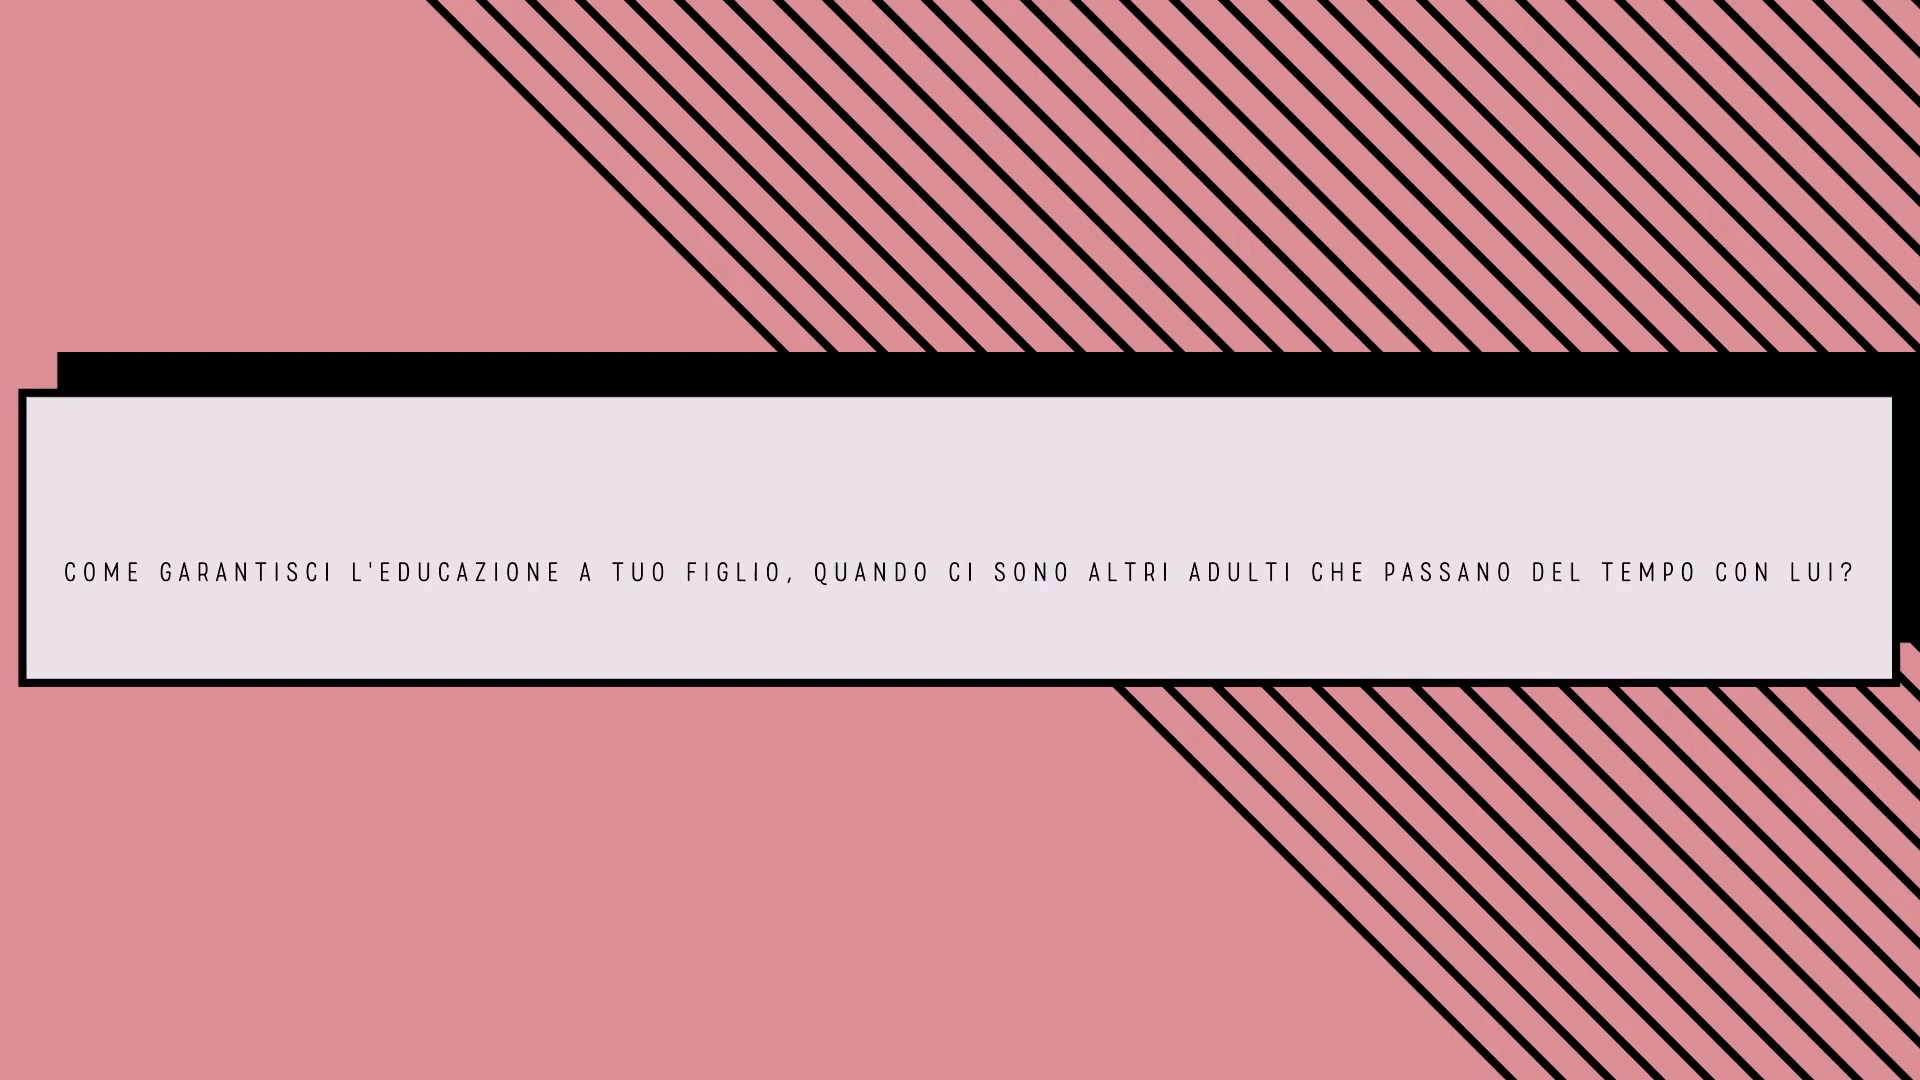 COME GARANTISCI L'EDUCAZIONE A TUO FIGLIO, QUANDO CI SONO ALTRI ADULTI CHE PASSANO DEL TEMPO CON LUI?